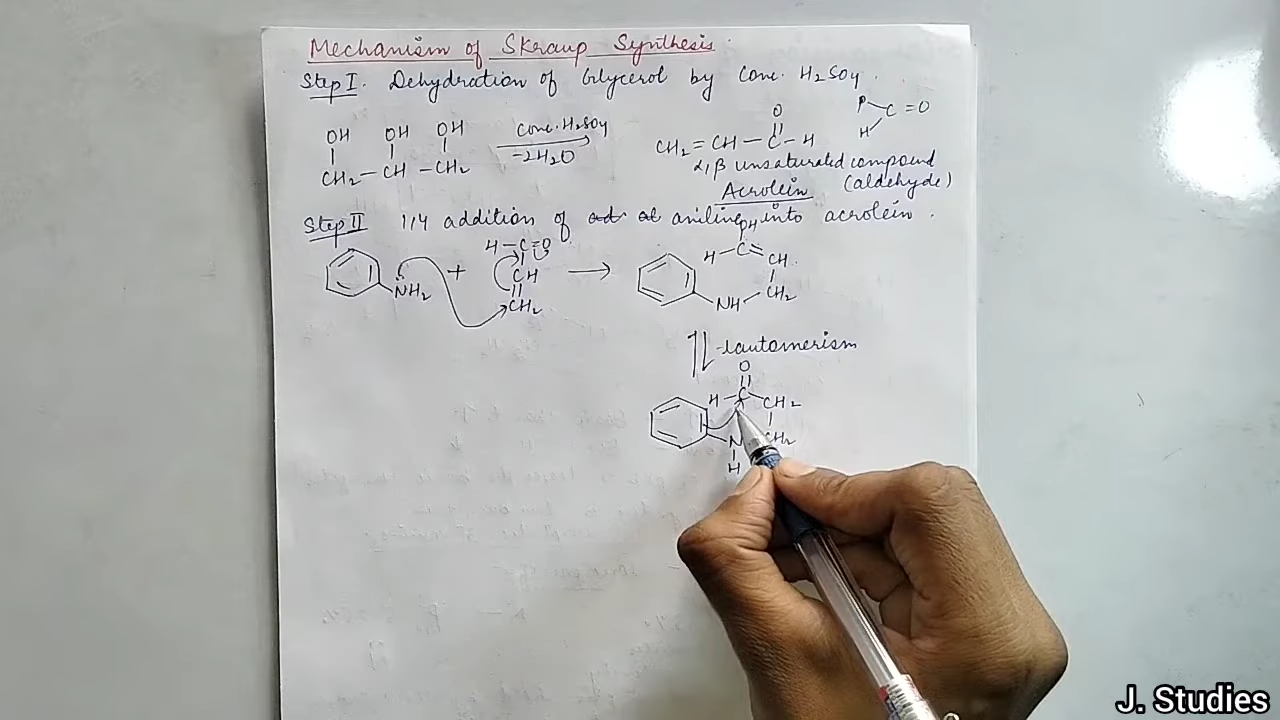 Mechanism of Skraup Synthesis.
Step I. Dehydration of Glycerol by Conc. H2SO4.
OH OH OH
CH2 - CH - CH2
Conc. H2SO4
-2H2O
O
CH2 = CH - C - H
R C = O
H
α,β unsaturated compound
(aldehyde)
Acrolein
Step II 1,4 addition of aniline into acrolein.
H - C = O
CH
CH2
NH2
+
OH
H - C = CH
CH2
NH
tautomerism
O
H - C - CH2
CH2
N
H
J. Studies